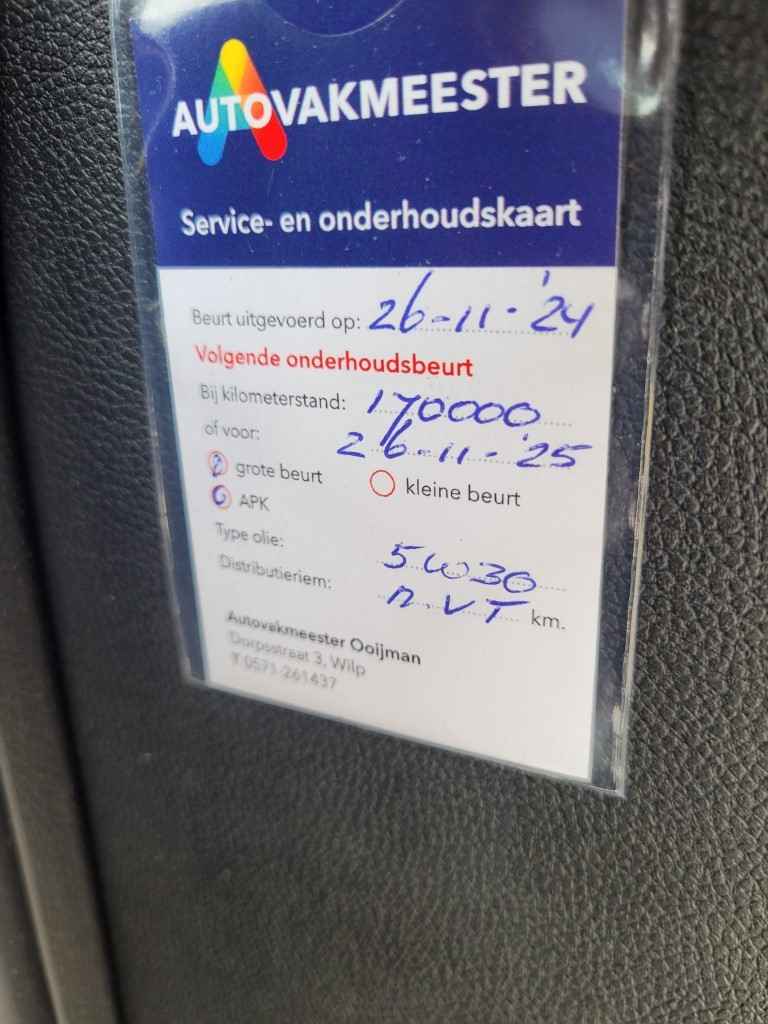 AUTOVAKMEESTER
Service- en onderhoudskaart
Beurt uitgevoerd op: 26-11-'24
Volgende onderhoudsbeurt
Bij kilometerstand: 170000
of voor: 26-11-'25
grote beurt kleine beurt
APK
Type olie: 5W30
Distributieriem: n.v.T km.
Autovakmeester Ooijman
Dorpsstraat 3, Wilp
T 0571-261437